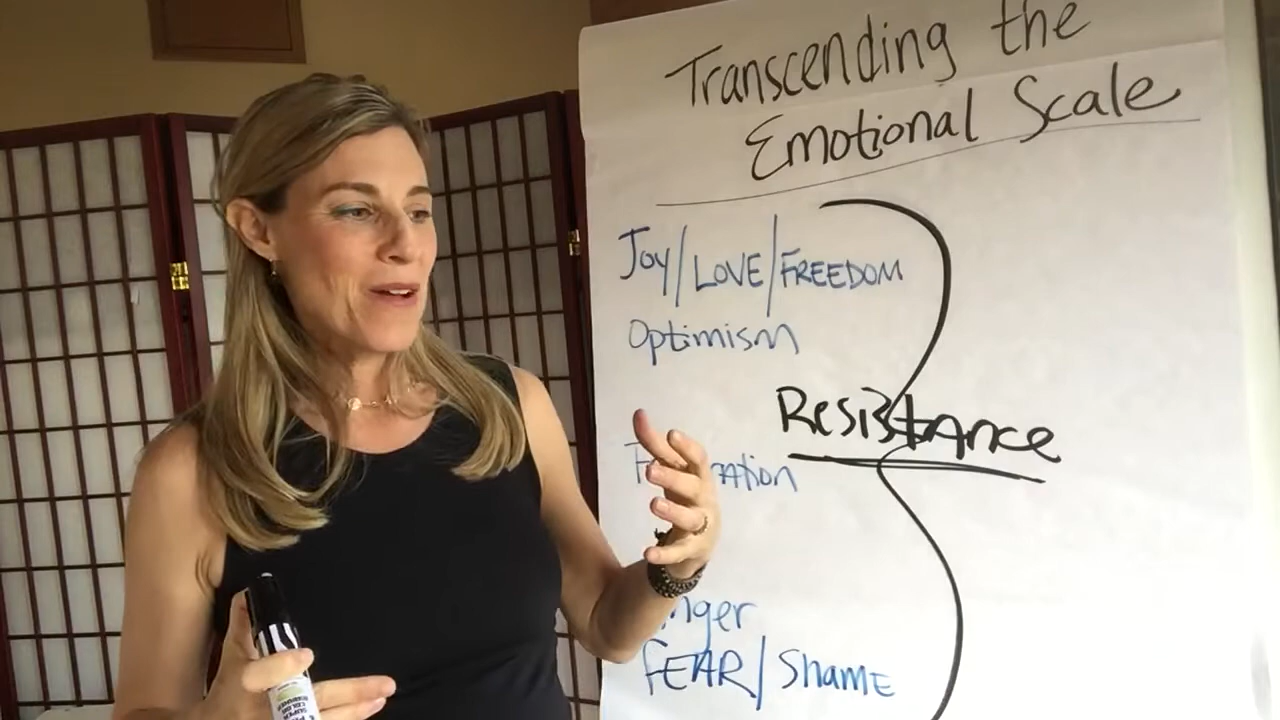 Transcending the
Emotional Scale
Joy/LOVE/FREEDOM
Optimism
Resistance
FEAR/Shame